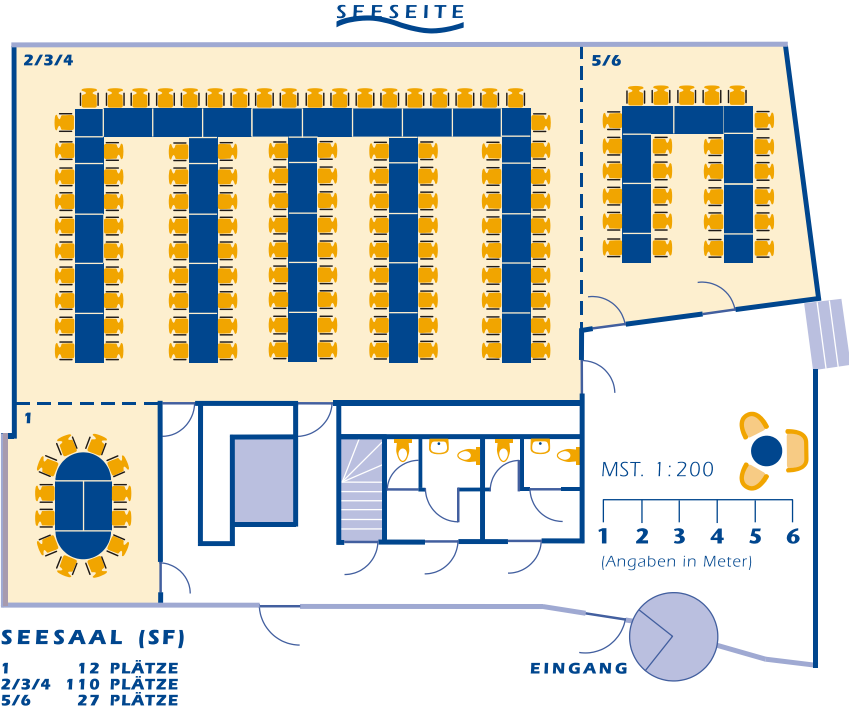 SEESEITE
2/3/4
5/6
1
MST. 1:200
1 2 3 4 5 6
(Angaben in Meter)
EINGANG
SEESAAL (SF)
1 12 PLÄTZE
2/3/4 110 PLÄTZE
5/6 27 PLÄTZE